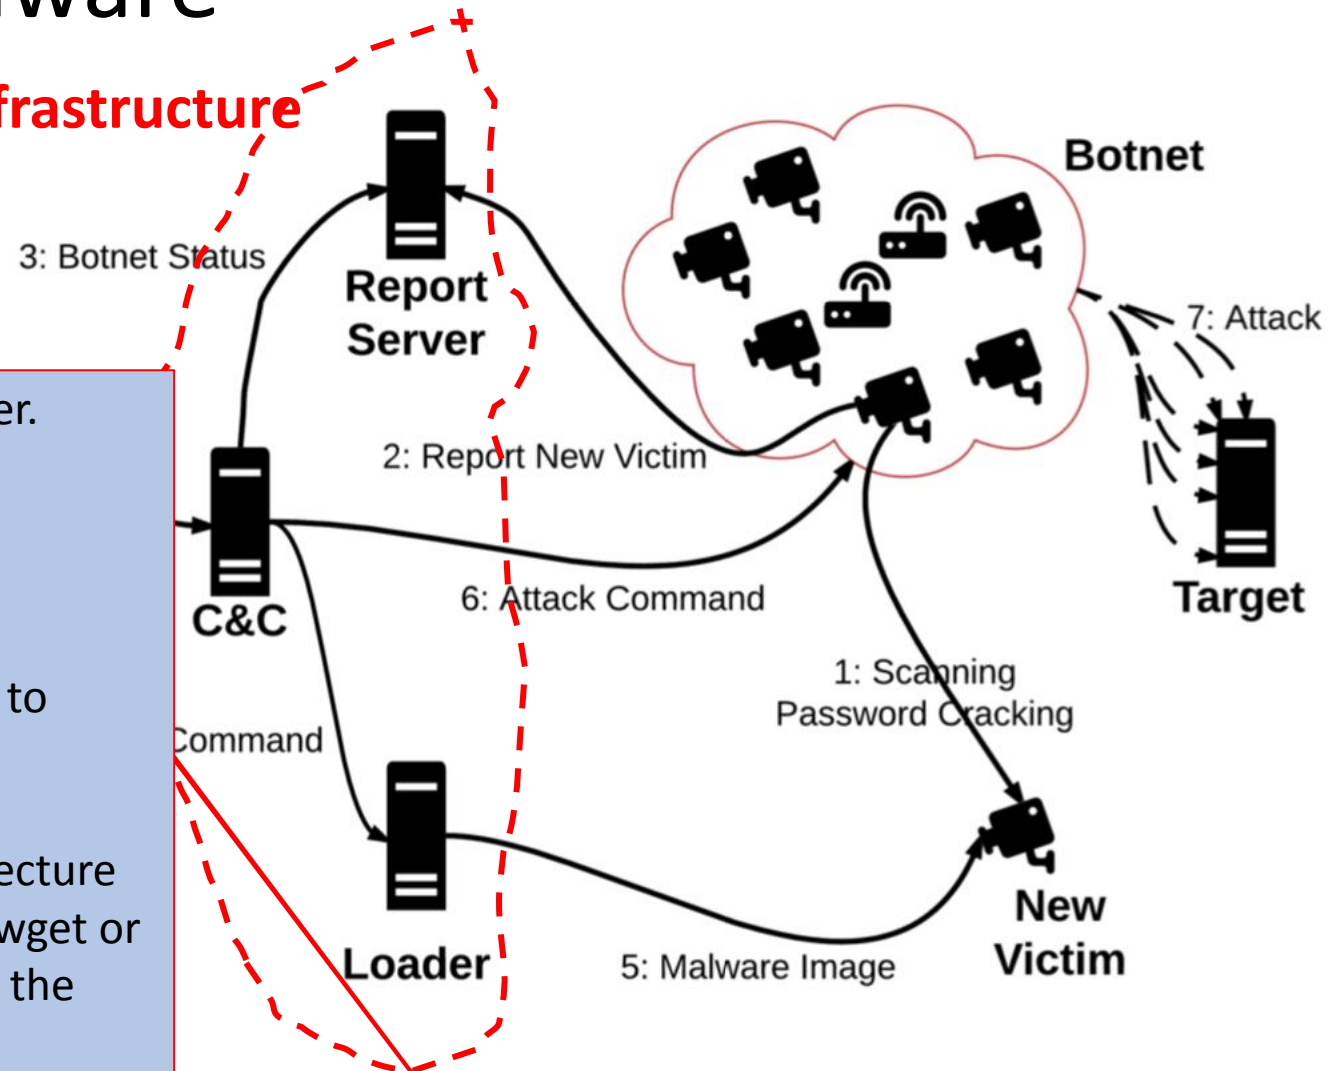 frastructure
Botnet
3: Botnet Status
7: Attack
Report
Server
er.
2: Report New Victim
C&C
6: Attack Command
Target
to
1: Scanning
Password Cracking
Command
ecture
wget or
the
New
Victim
Loader
5: Malware Image